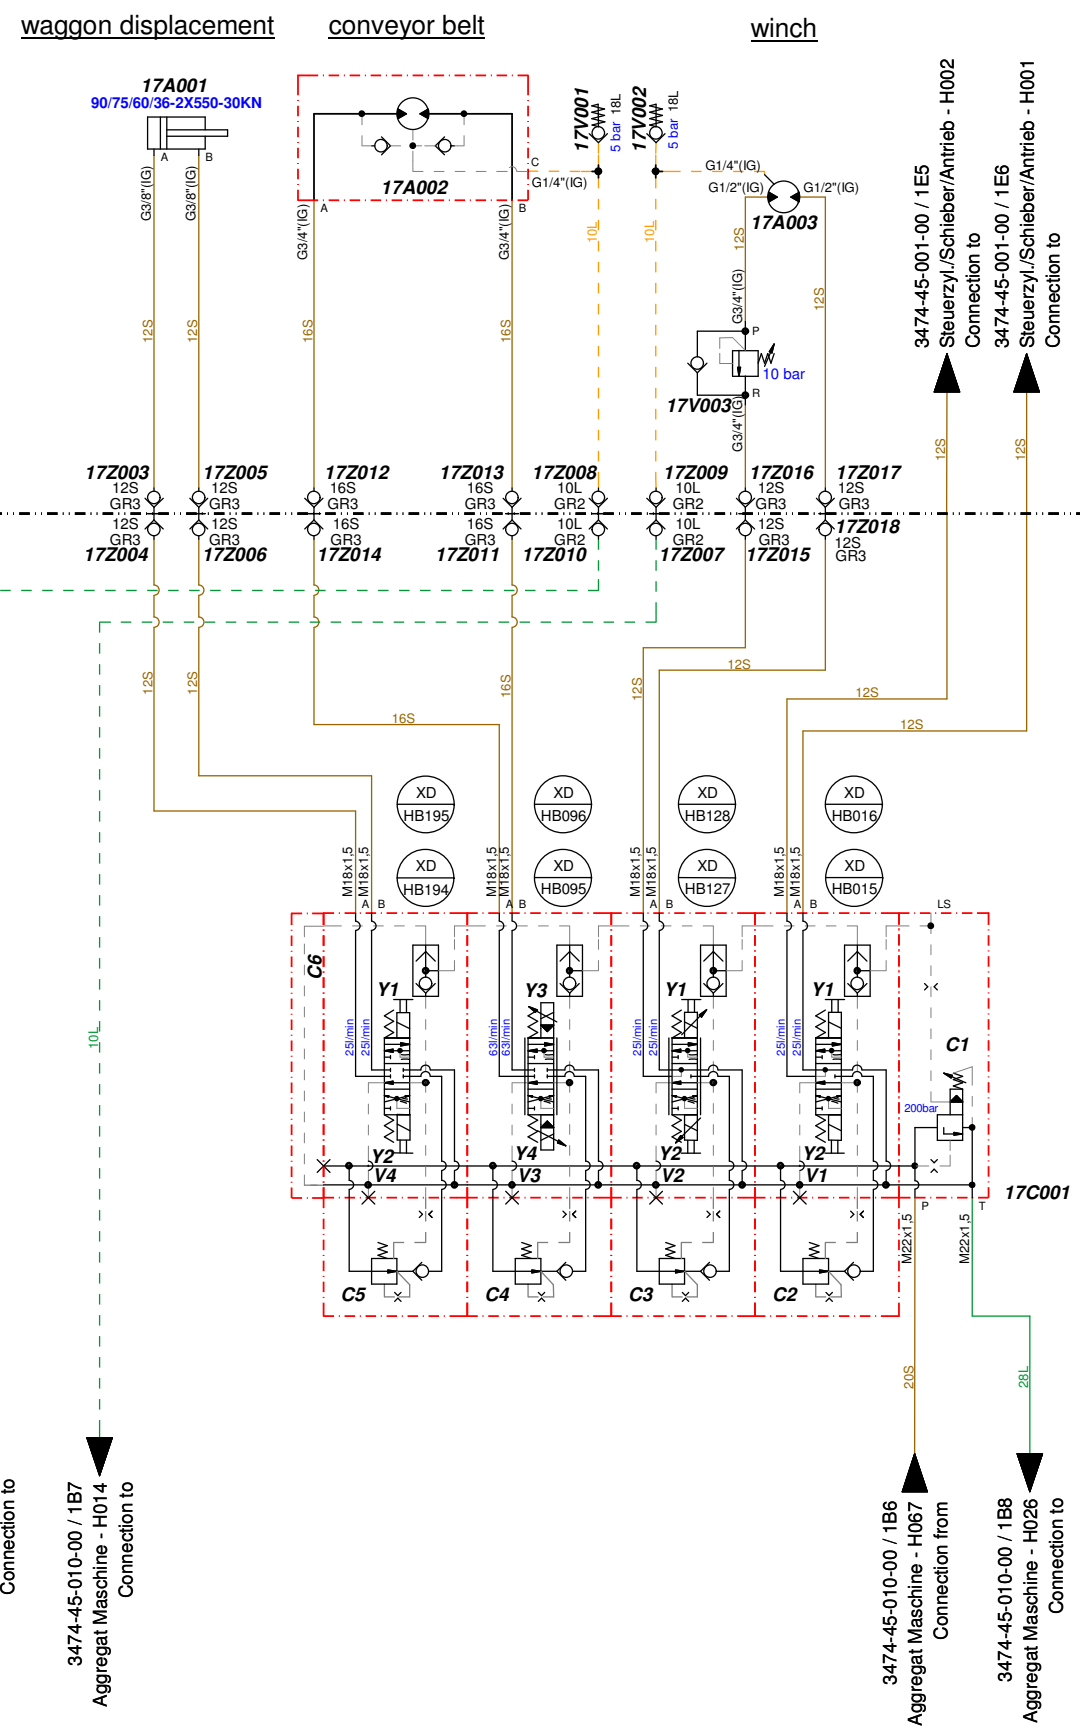 waggon displacement
conveyor belt
winch
17A001
90/75/60/36-2X550-30KN
A
B
G3/8"(IG)
G3/8"(IG)
17A002
A
B
C
G1/4"(IG)
G3/4"(IG)
G3/4"(IG)
17V001
5 bar
18L
17V002
5 bar
18L
G1/4"(IG)
G1/2"(IG)
G1/2"(IG)
17A003
3474-45-001-00 / 1E5
Steuerzyl./Schieber/Antrieb - H002
Connection to
3474-45-001-00 / 1E6
Steuerzyl./Schieber/Antrieb - H001
Connection to
10L
10L
12S
12S
12S
12S
16S
16S
G3/4"(IG)
P
10 bar
R
17V003
G3/4"(IG)
12S
12S
17Z003
12S
GR3
17Z005
12S
GR3
17Z012
16S
GR3
17Z013
16S
GR3
17Z008
10L
GR2
17Z009
10L
GR2
17Z016
12S
GR3
17Z017
12S
GR3
12S
GR3
17Z004
12S
GR3
17Z006
16S
GR3
17Z014
16S
GR3
17Z011
10L
GR2
17Z010
10L
GR2
17Z007
12S
GR3
17Z015
17Z018
12S
GR3
12S
12S
16S
16S
12S
12S
12S
12S
XD
HB195
XD
HB096
XD
HB128
XD
HB016
XD
HB194
XD
HB095
XD
HB127
XD
HB015
M18x1,5
M18x1,5
A
B
M18x1,5
M18x1,5
A
B
M18x1,5
M18x1,5
A
B
M18x1,5
M18x1,5
A
B
LS
C6
Y1
Y3
Y1
Y1
25l/min
25l/min
63l/min
63l/min
25l/min
25l/min
25l/min
25l/min
C1
200bar
10L
Y2
V4
Y4
V3
Y2
V2
Y2
V1
17C001
P
T
M22x1,5
M22x1,5
C5
C4
C3
C2
20S
28L
Connection to
3474-45-010-00 / 1B7
Aggregat Maschine - H014
Connection to
3474-45-010-00 / 1B6
Aggregat Maschine - H067
Connection from
3474-45-010-00 / 1B8
Aggregat Maschine - H026
Connection to